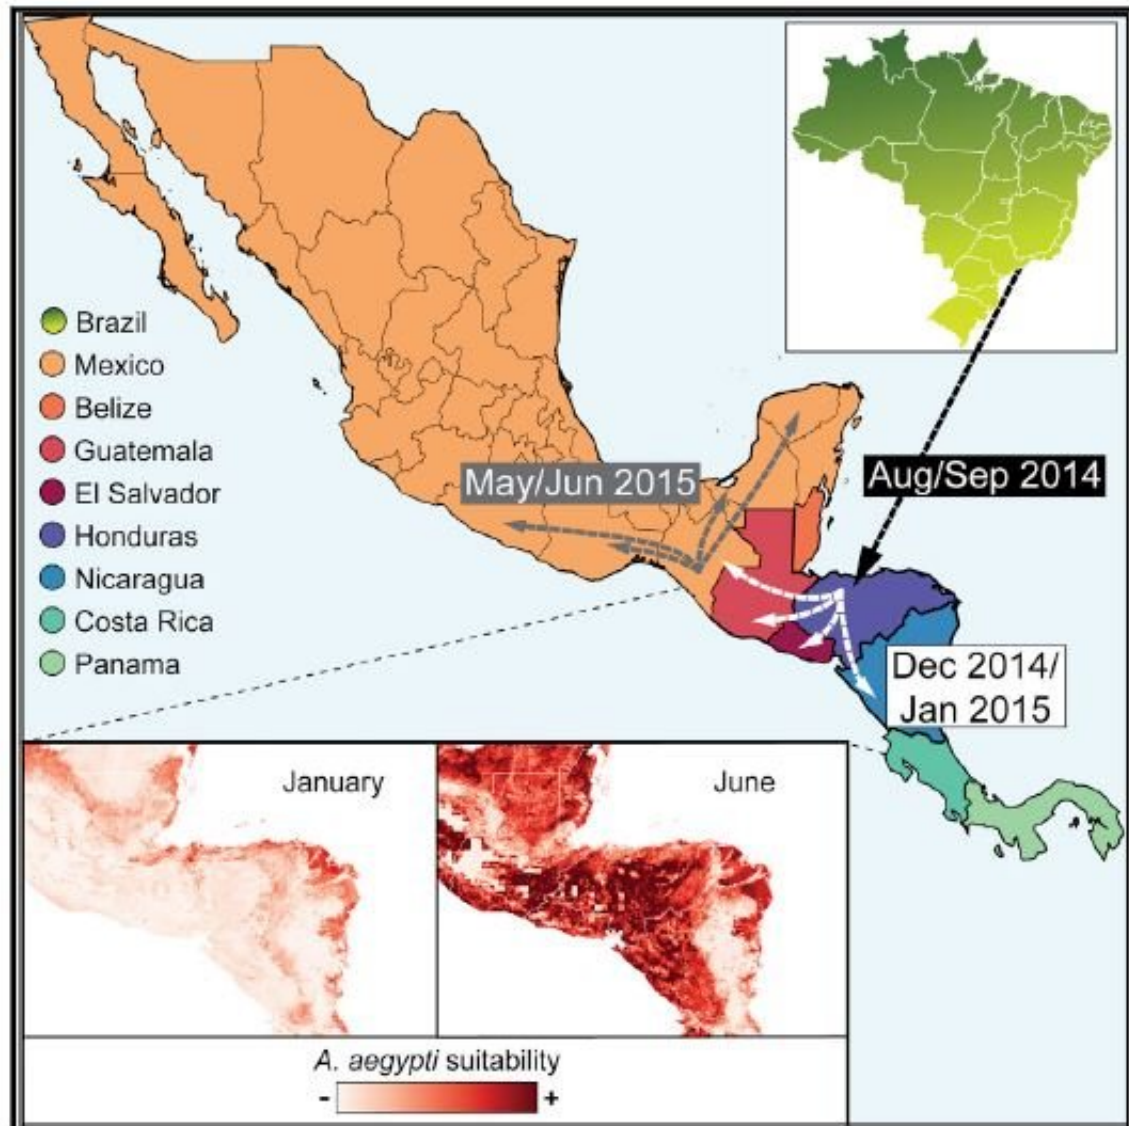 Brazil
Mexico
Belize
Guatemala
El Salvador
Honduras
Nicaragua
Costa Rica
Panama
May/Jun 2015
Aug/Sep 2014
Dec 2014/
Jan 2015
January
June
A. aegypti suitability
- +